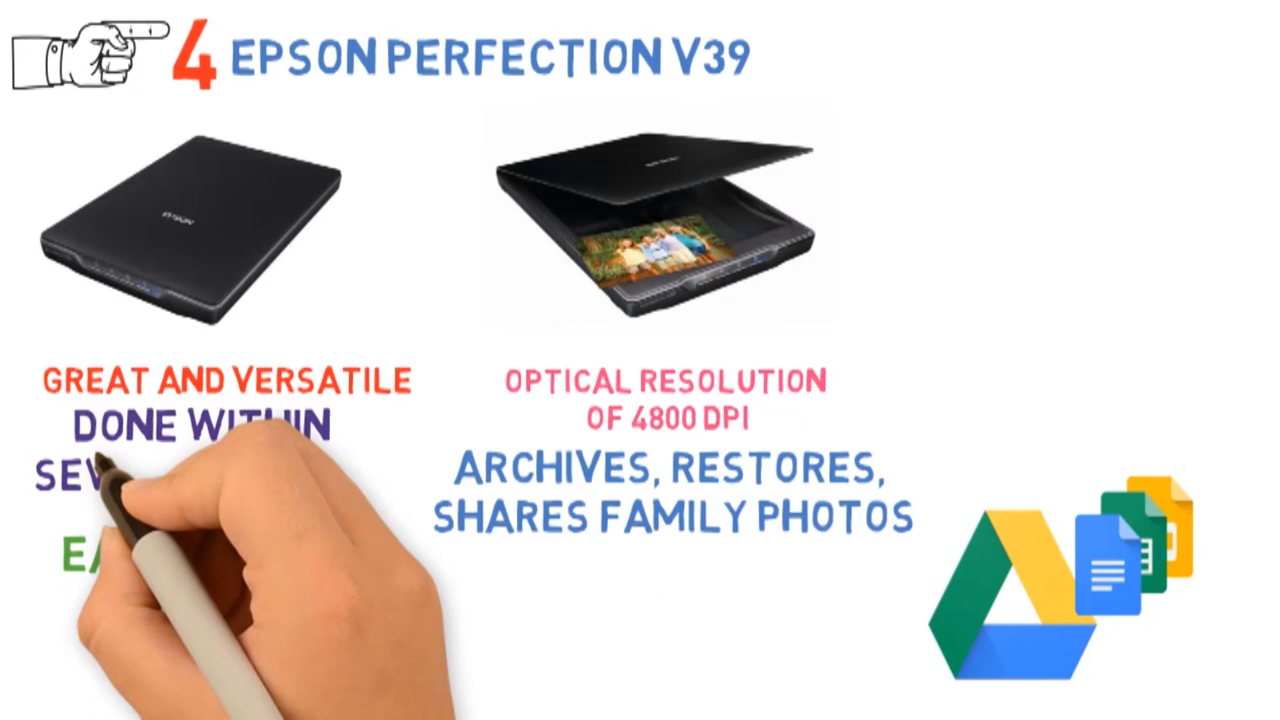 4 EPSON PERFECTION V39
EPSON
GREAT AND VERSATILE
OPTICAL RESOLUTION
OF 4800 DPI
DONE WITHIN
ARCHIVES, RESTORES,
SHARES FAMILY PHOTOS